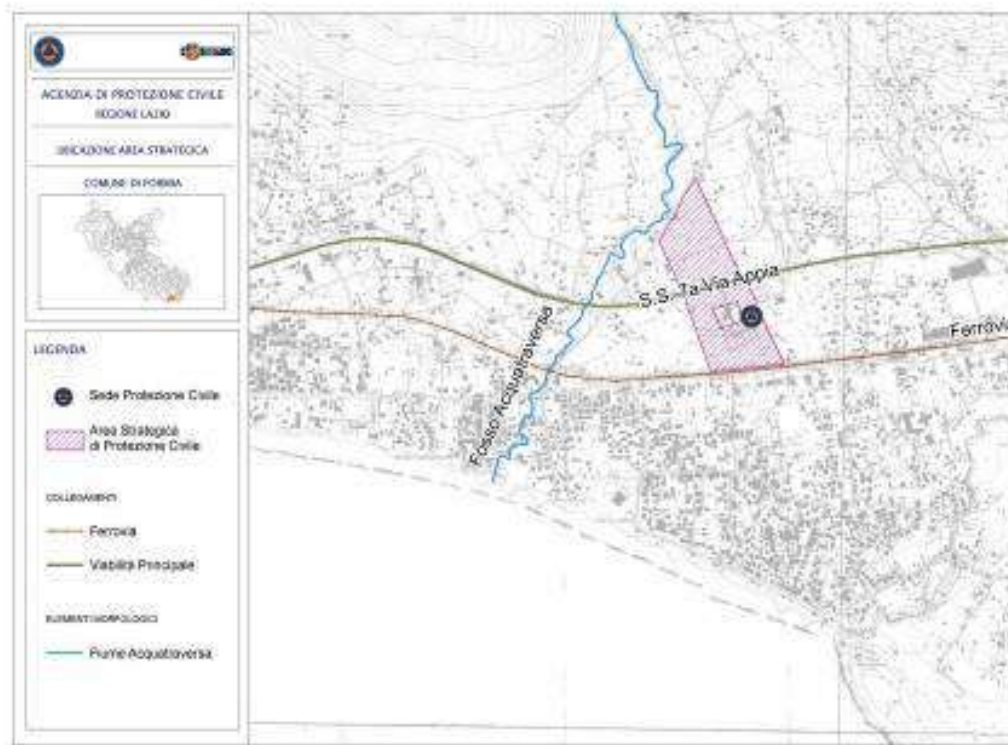 AGENZIA DI PROTEZIONE CIVILE
REGIONE LAZIO
UBICAZIONE AREA STRATEGICA
COMUNE DI FORMIA
LEGENDA
Sede Protezione Civile
Area Strategica
di Protezione Civile
COLLEGAMENTI
Ferrovia
Viabilità Principale
ELEMENTI MORFOLOGICI
Fiume Acquatraversa
S.S. 7a Via Appia
Fosso Acquatraversa
Ferrovi